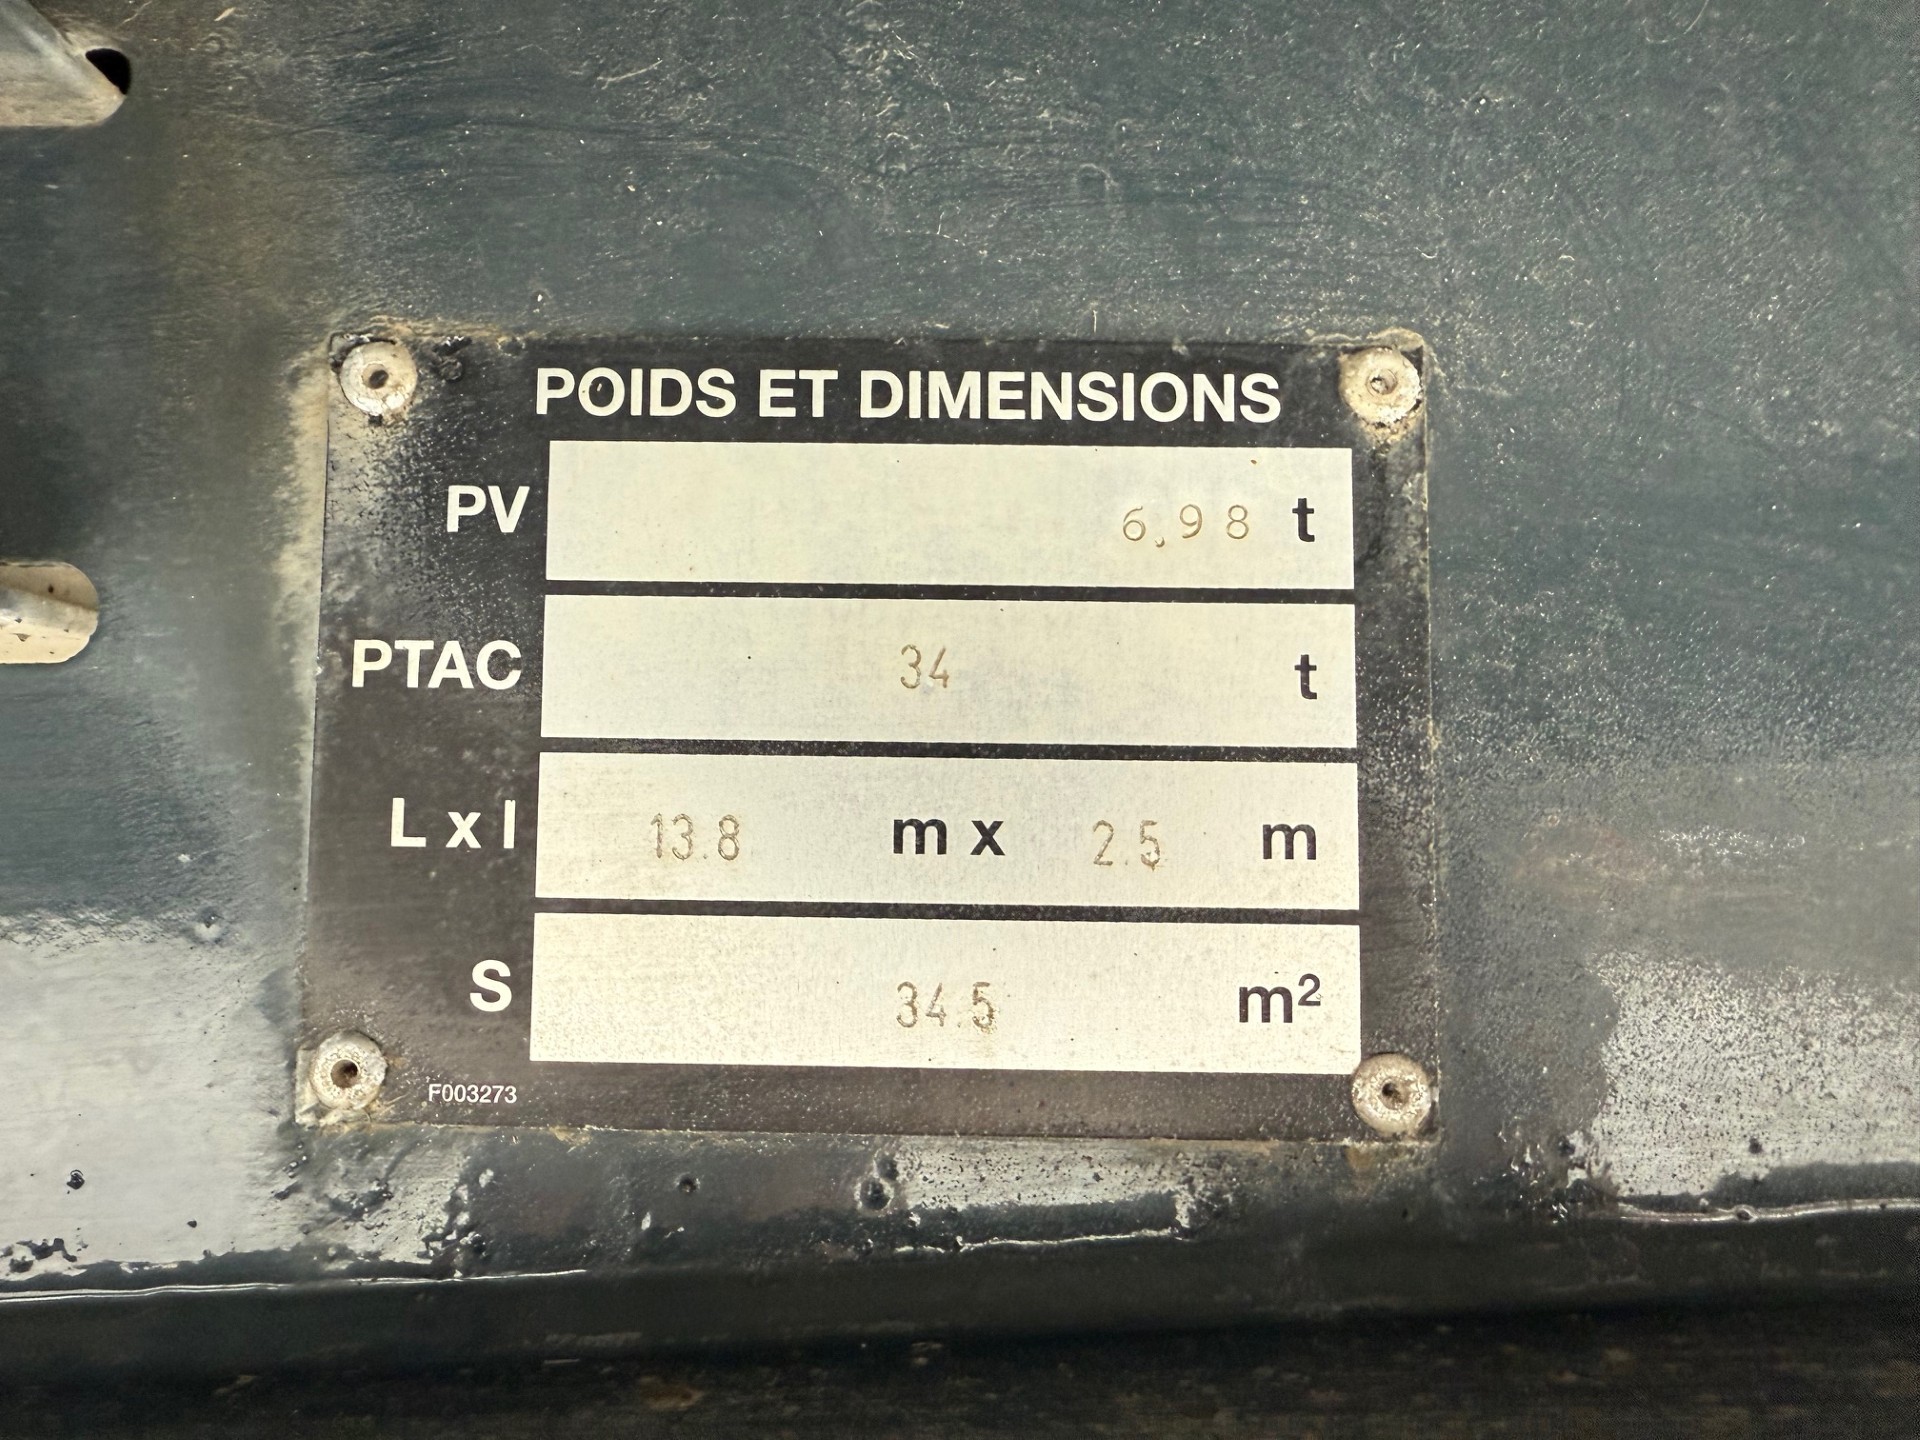 POIDS ET DIMENSIONS
PV 6.98 t
PTAC 34 t
L x l 13.8 m x 2.5 m
S 34.5 m²
F003273